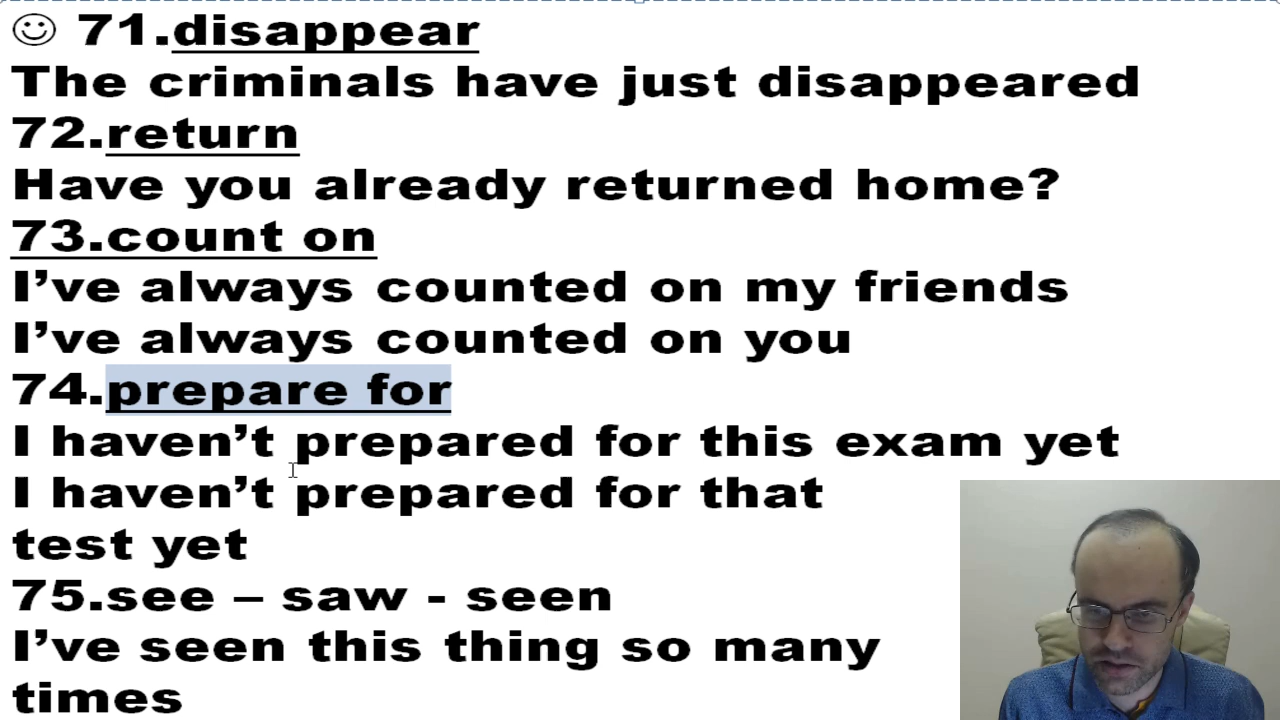 ☺ 71.disappear
The criminals have just disappeared
72.return
Have you already returned home?
73.count on
I’ve always counted on my friends
I’ve always counted on you
74.prepare for
I haven’t prepared for this exam yet
I haven’t prepared for that
test yet
75.see – saw - seen
I’ve seen this thing so many
times